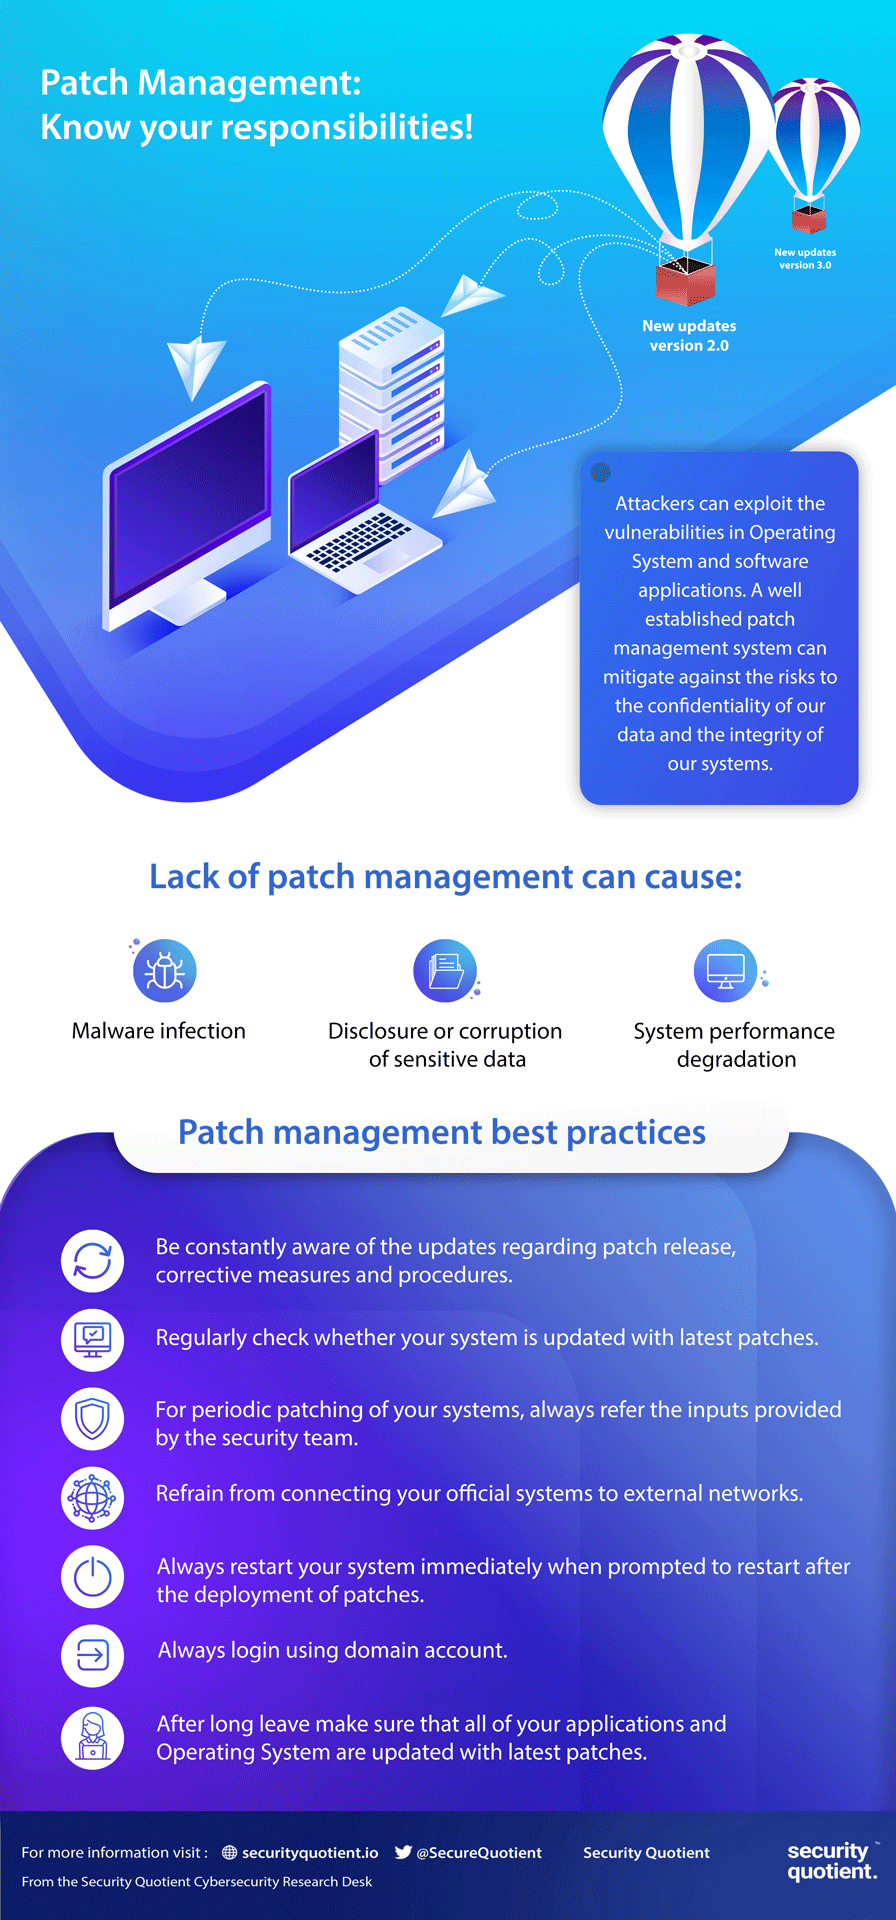 Patch Management:
Know your responsibilities!
New updates
version 3.0
New updates
version 2.0
Attackers can exploit the
vulnerabilities in Operating
System and software
applications. A well
established patch
management system can
mitigate against the risks to
the confidentiality of our
data and the integrity of
our systems.
Lack of patch management can cause:
Malware infection
Disclosure or corruption
of sensitive data
System performance
degradation
Patch management best practices
Be constantly aware of the updates regarding patch release,
corrective measures and procedures.
Regularly check whether your system is updated with latest patches.
For periodic patching of your systems, always refer the inputs provided
by the security team.
Refrain from connecting your official systems to external networks.
Always restart your system immediately when prompted to restart after
the deployment of patches.
Always login using domain account.
After long leave make sure that all of your applications and
Operating System are updated with latest patches.
For more information visit : securityquotient.io @SecureQuotient Security Quotient
From the Security Quotient Cybersecurity Research Desk
security
quotient.
™